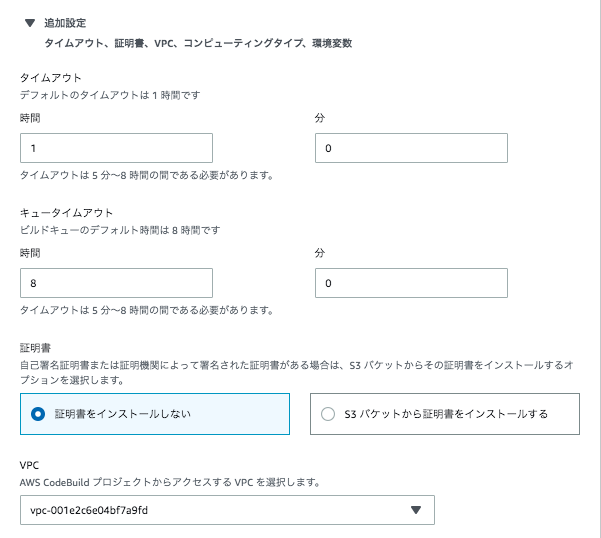 追加設定
タイムアウト、証明書、VPC、コンピューティングタイプ、環境変数
タイムアウト
デフォルトのタイムアウトは 1 時間です
時間 分
1 0
タイムアウトは 5 分〜8 時間の間である必要があります。
キュータイムアウト
ビルドキューのデフォルト時間は 8 時間です
時間 分
8 0
タイムアウトは 5 分〜8 時間の間である必要があります。
証明書
自己署名証明書または証明機関によって署名された証明書がある場合は、S3 バケットからその証明書をインストールするオ
プションを選択します。
証明書をインストールしない S3 バケットから証明書をインストールする
VPC
AWS CodeBuild プロジェクトからアクセスする VPC を選択します。
vpc-001e2c6e04bf7a9fd